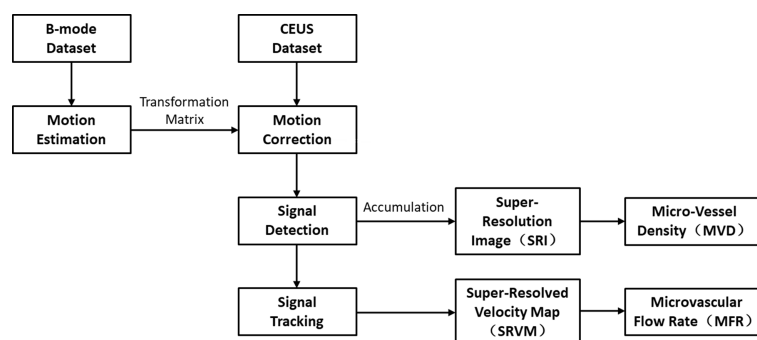 B-mode
Dataset
CEUS
Dataset
Motion
Estimation
Transformation
Matrix
Motion
Correction
Signal
Detection
Accumulation
Super-
Resolution
Image（SRI）
Micro-Vessel
Density（MVD）
Signal
Tracking
Super-Resolved
Velocity Map
（SRVM）
Microvascular
Flow Rate（MFR）